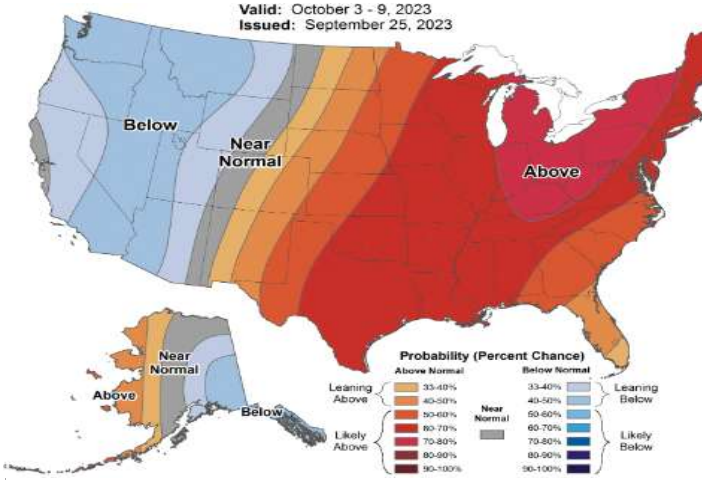 Valid: October 3 - 9, 2023
Issued: September 25, 2023
Below
Near
Normal
Above
Near
Normal
Above
Below
Probability (Percent Chance)
Above Normal
Below Normal
Leaning
Above
33-40%
40-50%
Likely
Above
50-60%
60-70%
70-80%
80-90%
90-100%
Near
Normal
33-40%
40-50%
Leaning
Below
50-60%
60-70%
70-80%
80-90%
90-100%
Likely
Below